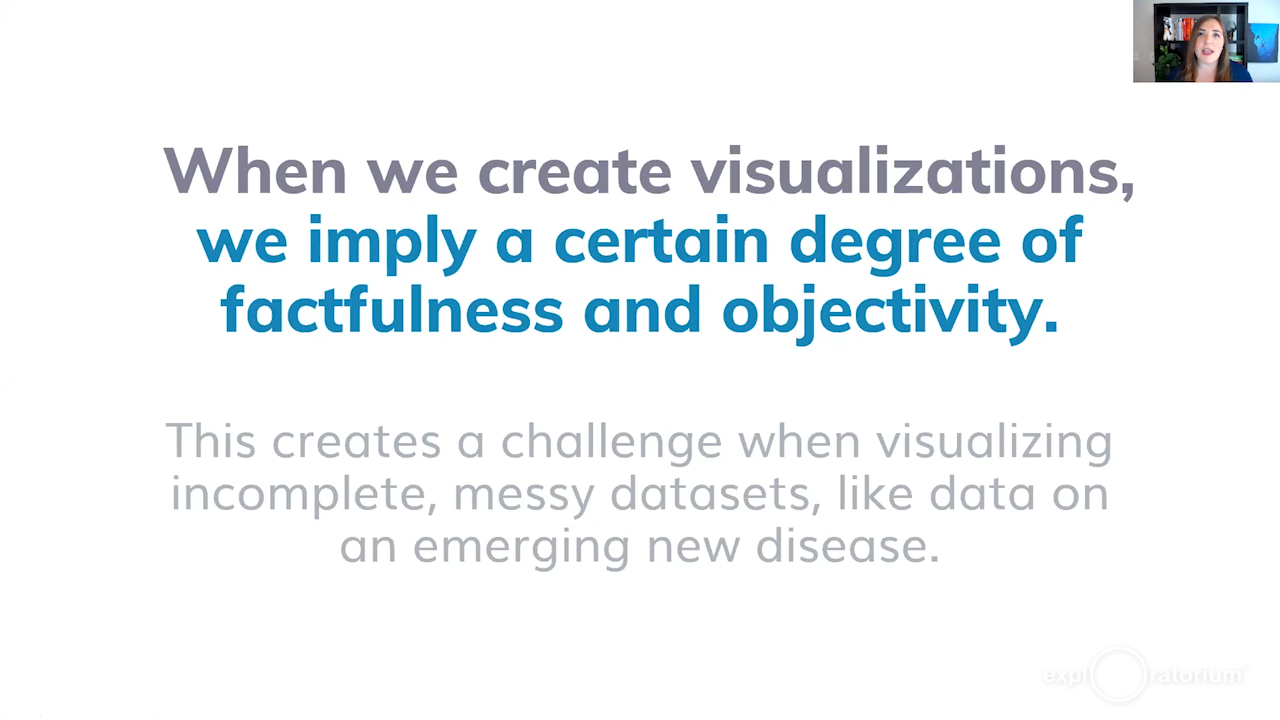 When we create visualizations,
we imply a certain degree of
factfulness and objectivity.
This creates a challenge when visualizing
incomplete, messy datasets, like data on
an emerging new disease.
exploratorium